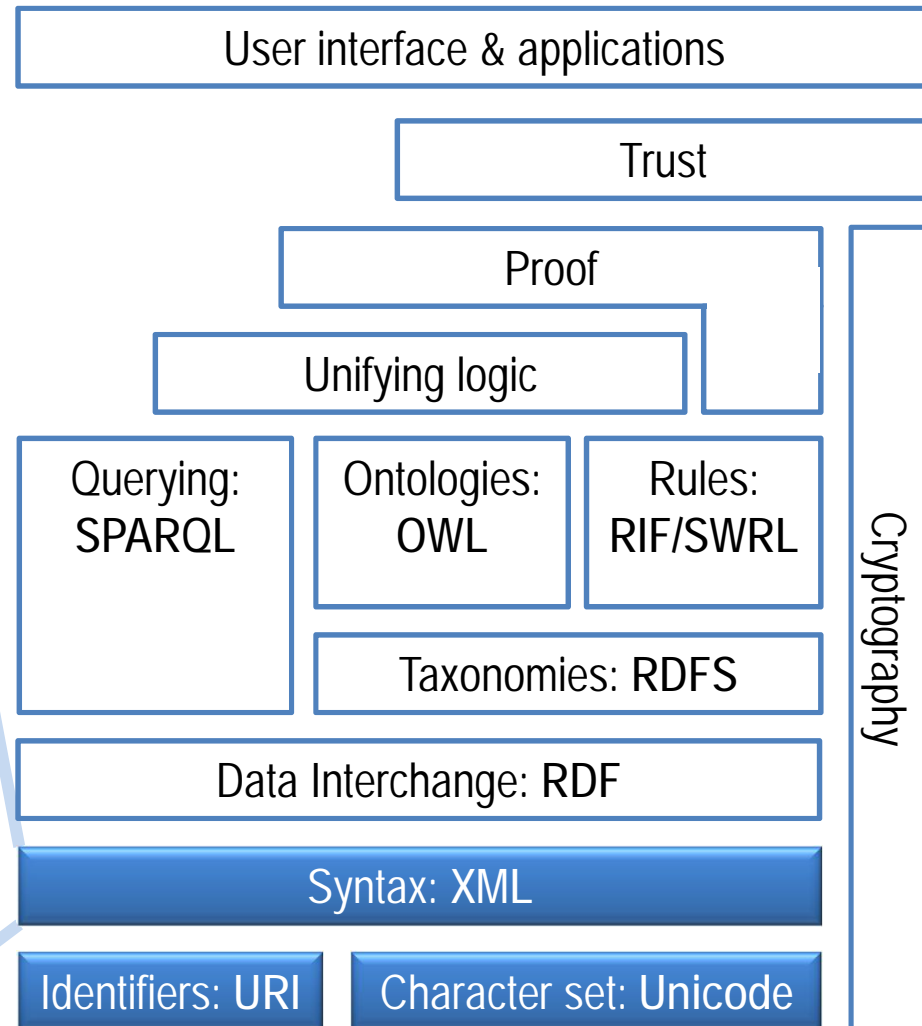 User interface & applications
Trust
Proof
Unifying logic
Querying:
SPARQL
Ontologies:
OWL
Rules:
RIF/SWRL
Taxonomies: RDFS
Cryptography
Data Interchange: RDF
Syntax: XML
Identifiers: URI
Character set: Unicode